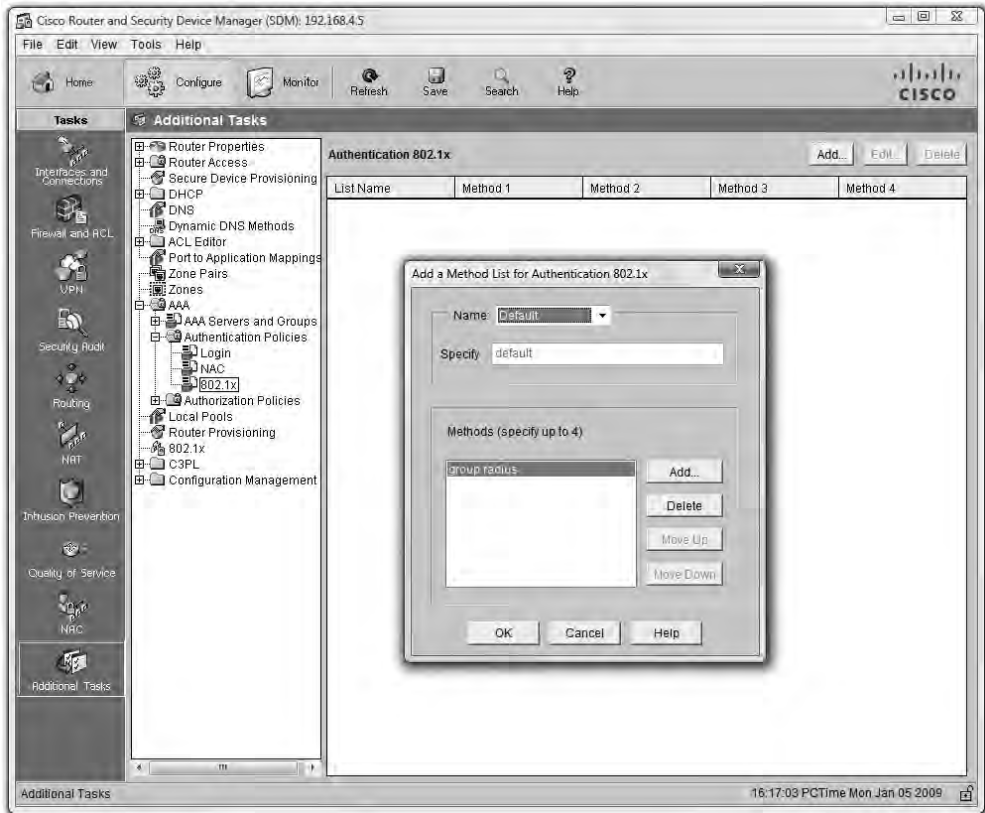 Cisco Router and Security Device Manager (SDM): 192.168.4.5
File Edit View Tools Help
Home Configure Monitor Refresh Save Search Help
CISCO
Tasks
Additional Tasks
Interfaces and Connections
Firewall and ACL
VPN
Security Audit
Routing
NAT
Intrusion Prevention
Quality of Service
NAC
Additional Tasks
Router Properties
Router Access
Secure Device Provisioning
DHCP
DNS
Dynamic DNS Methods
ACL Editor
Port to Application Mappings
Zone Pairs
Zones
AAA
AAA Servers and Groups
Authentication Policies
Login
NAC
802.1x
Authorization Policies
Local Pools
Router Provisioning
802.1x
C3PL
Configuration Management
Authentication 802.1x
Add... Edit... Delete
List Name Method 1 Method 2 Method 3 Method 4
Add a Method List for Authentication 802.1x
Name: Default
Specify default
Methods (specify up to 4)
group radius
Add...
Delete
Move Up
Move Down
OK Cancel Help
Additional Tasks
16:17:03 PCTime Mon Jan 05 2009